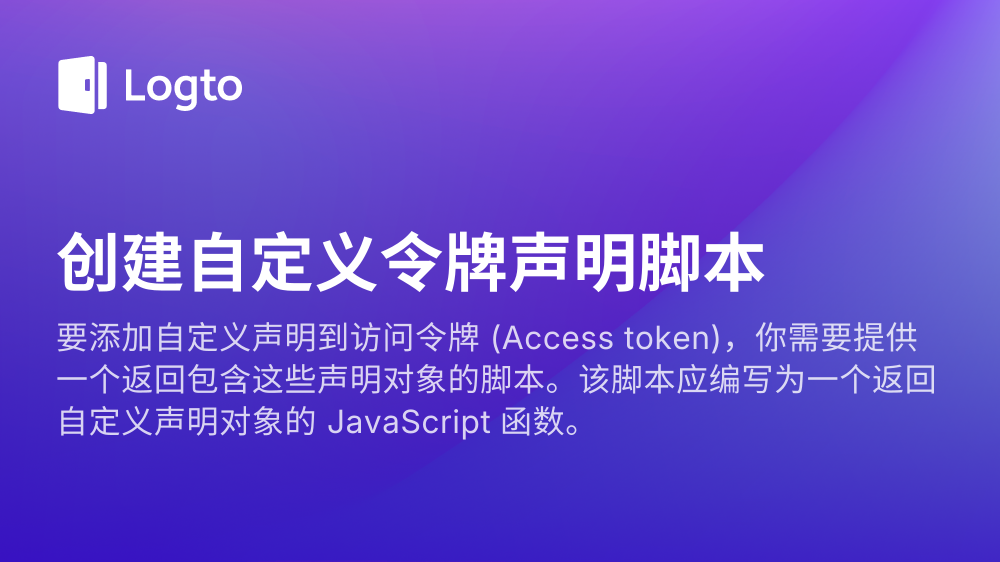 Logto
创建自定义令牌声明脚本
要添加自定义声明到访问令牌 (Access token)，你需要提供
一个返回包含这些声明对象的脚本。该脚本应编写为一个返回
自定义声明对象的 JavaScript 函数。